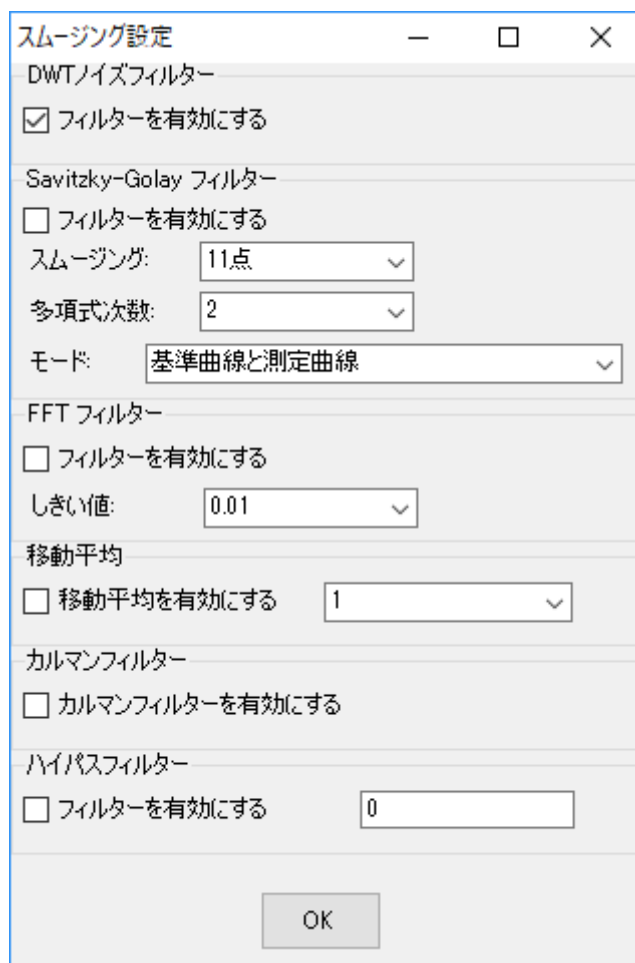 スムージング設定
DWTノイズフィルター
フィルターを有効にする
Savitzky-Golay フィルター
フィルターを有効にする
スムージング: 11点
多項式次数: 2
モード: 基準曲線と測定曲線
FFT フィルター
フィルターを有効にする
しきい値: 0.01
移動平均
移動平均を有効にする 1
カルマンフィルター
カルマンフィルターを有効にする
ハイパスフィルター
フィルターを有効にする 0
OK